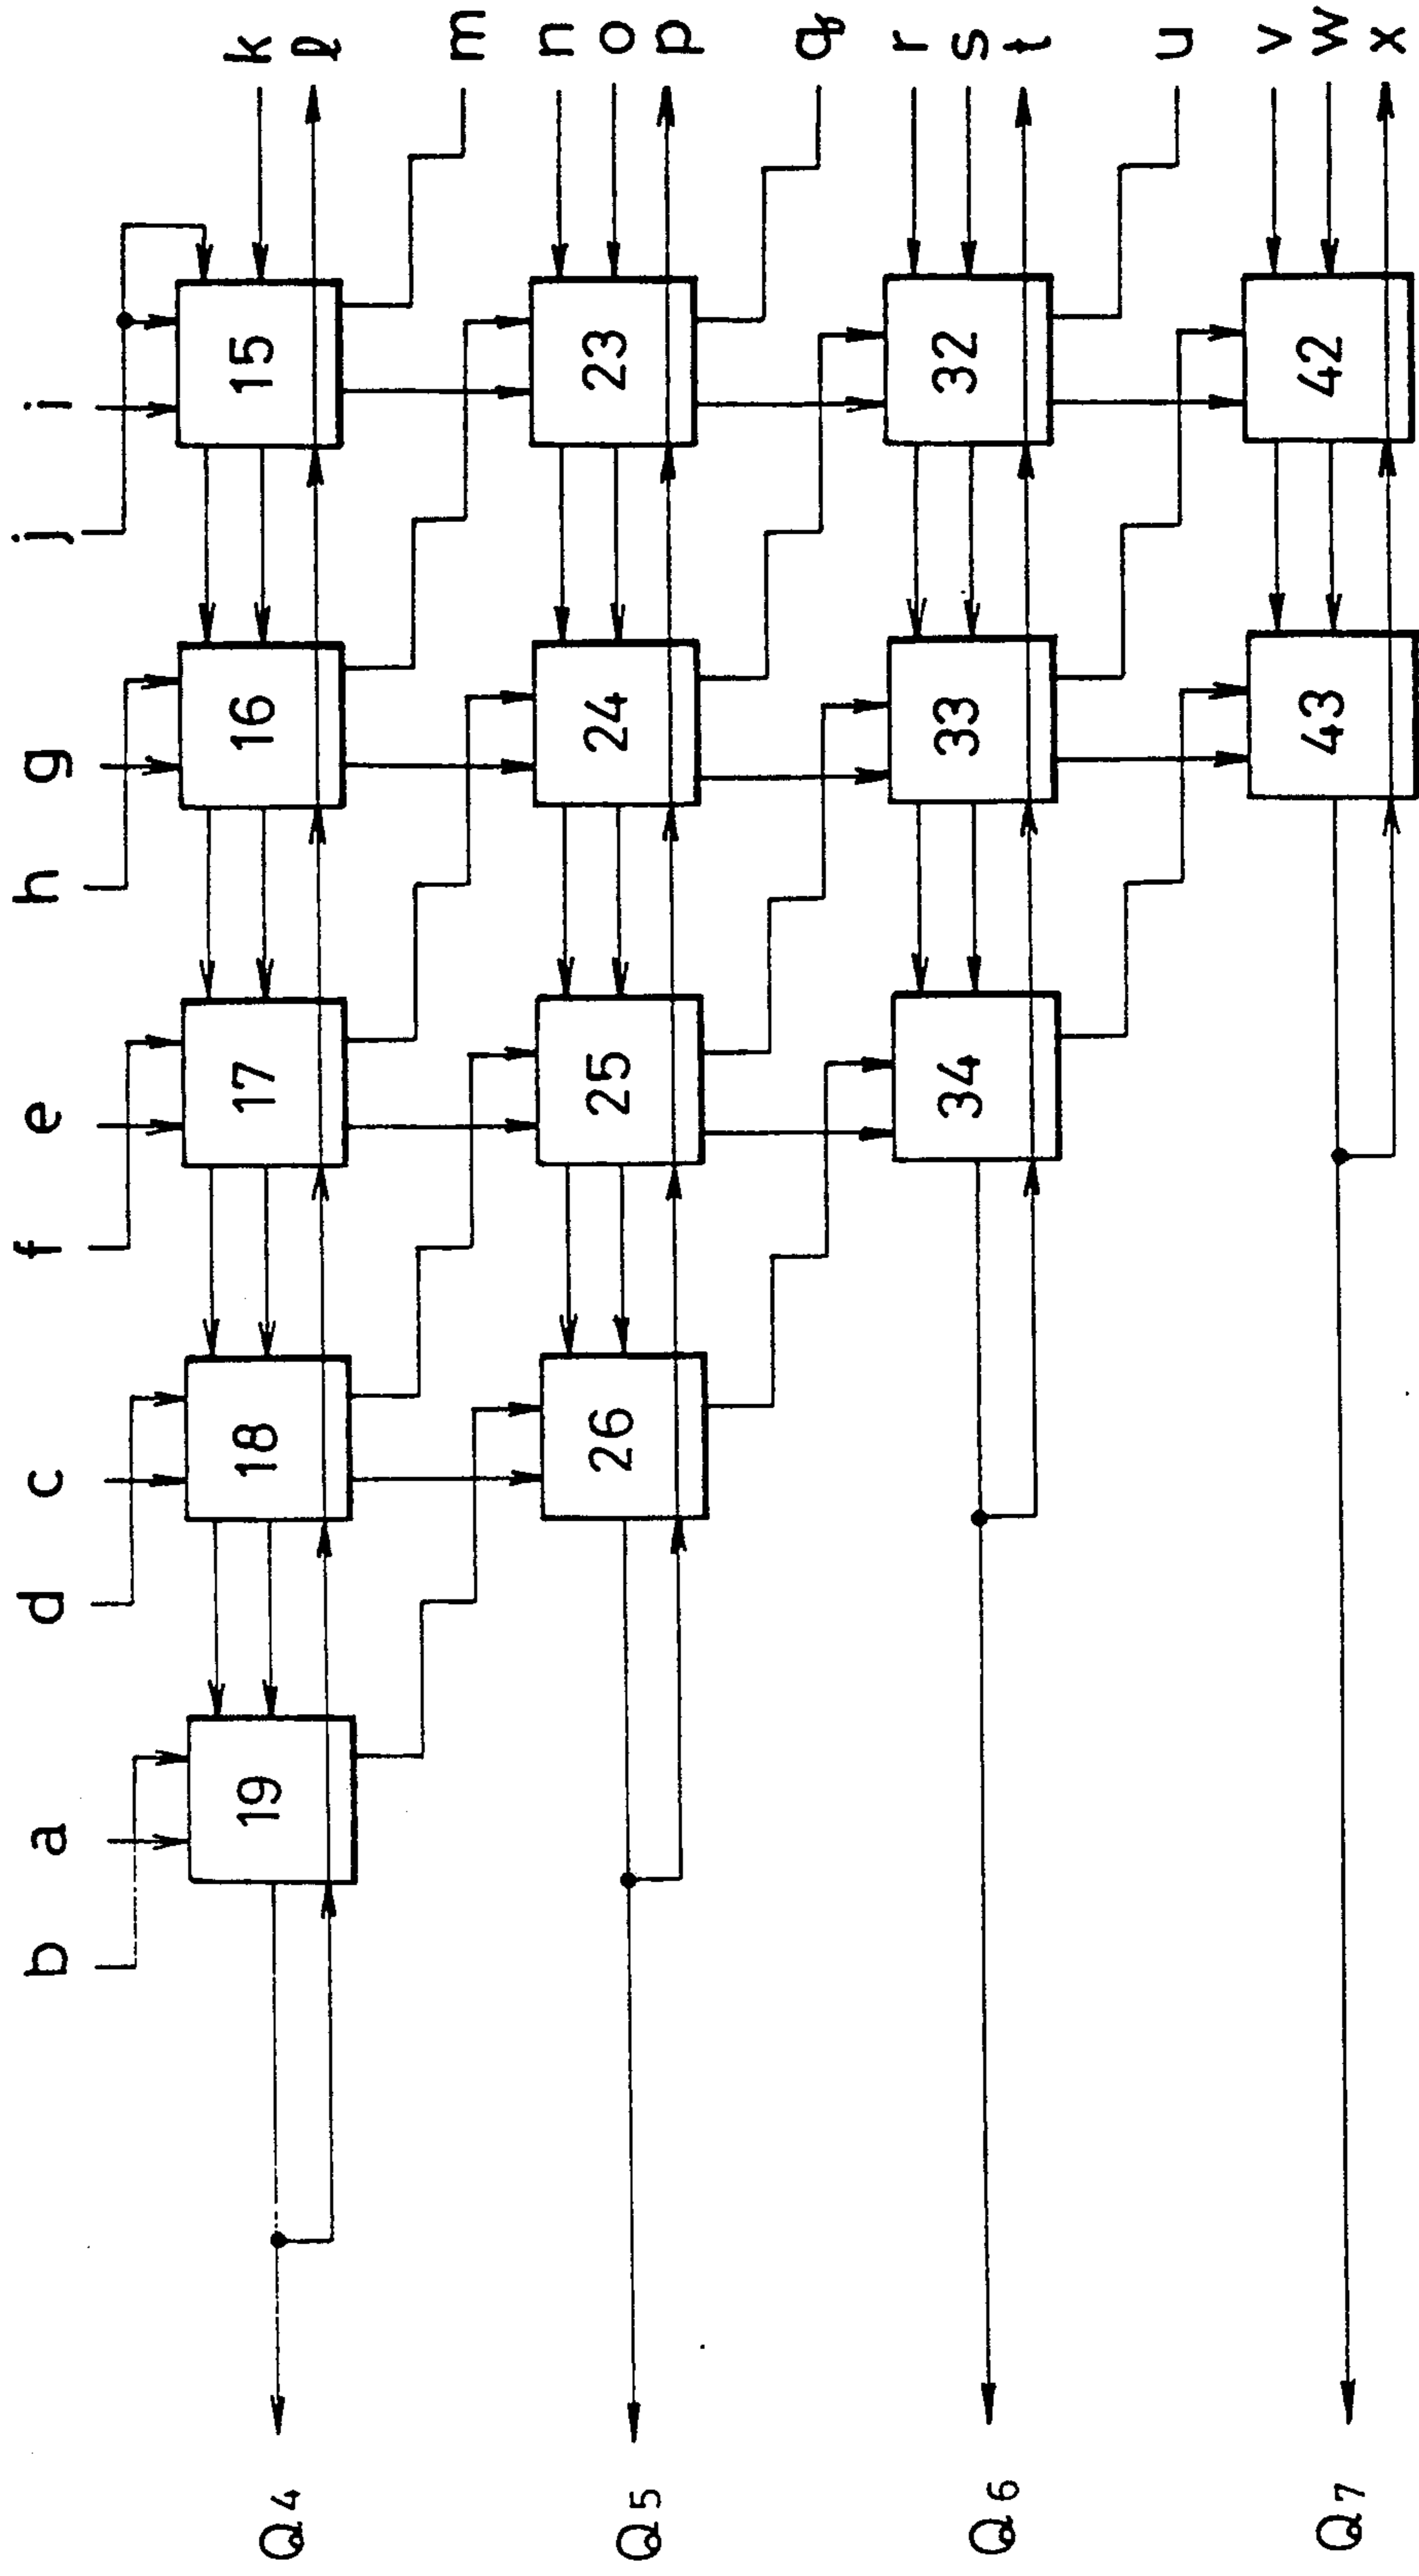 b a d c f e h g j i
Q4 19 18 17 16 15 k
ℓ
m
n
Q5 26 25 24 23 o
p
q
r
Q6 34 33 32 s
t
u
v
Q7 43 42 w
x